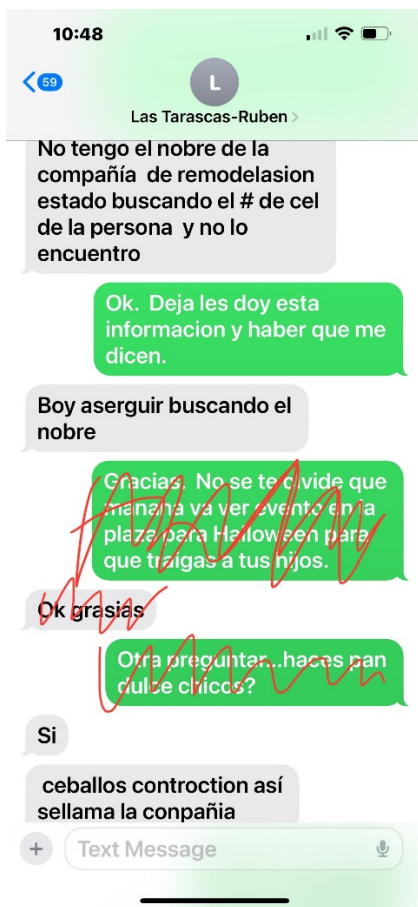 10:48
59
L
Las Tarascas-Ruben
No tengo el nobre de la
compañía de remodelasion
estado buscando el # de cel
de la persona y no lo
encuentro
Ok. Deja les doy esta
informacion y haber que me
dicen.
Boy aserguir buscando el
nobre
Gracias. No se te olvide que
manana va ver evento en la
plaza para Halloween para
que traigas a tus hijos.
Ok grasias
Otra preguntar...haces pan
dulce chicos?
Si
ceballos controction así
sellama la conpañia
Text Message